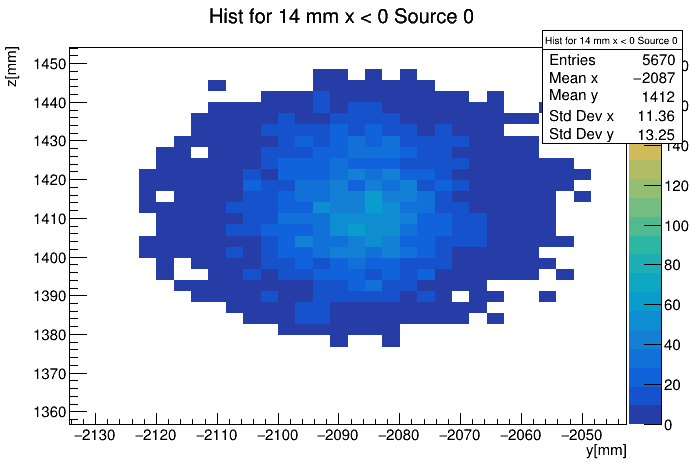 Hist for 14 mm x < 0 Source 0
z[mm]
Hist for 14 mm x < 0 Source 0
Entries 5670
Mean x −2087
Mean y 1412
Std Dev x 11.36
Std Dev y 13.25
1450
1440
1430
1420
1410
1400
1390
1380
1370
1360
−2130 −2120 −2110 −2100 −2090 −2080 −2070 −2060 −2050
y[mm]
140
120
100
80
60
40
20
0